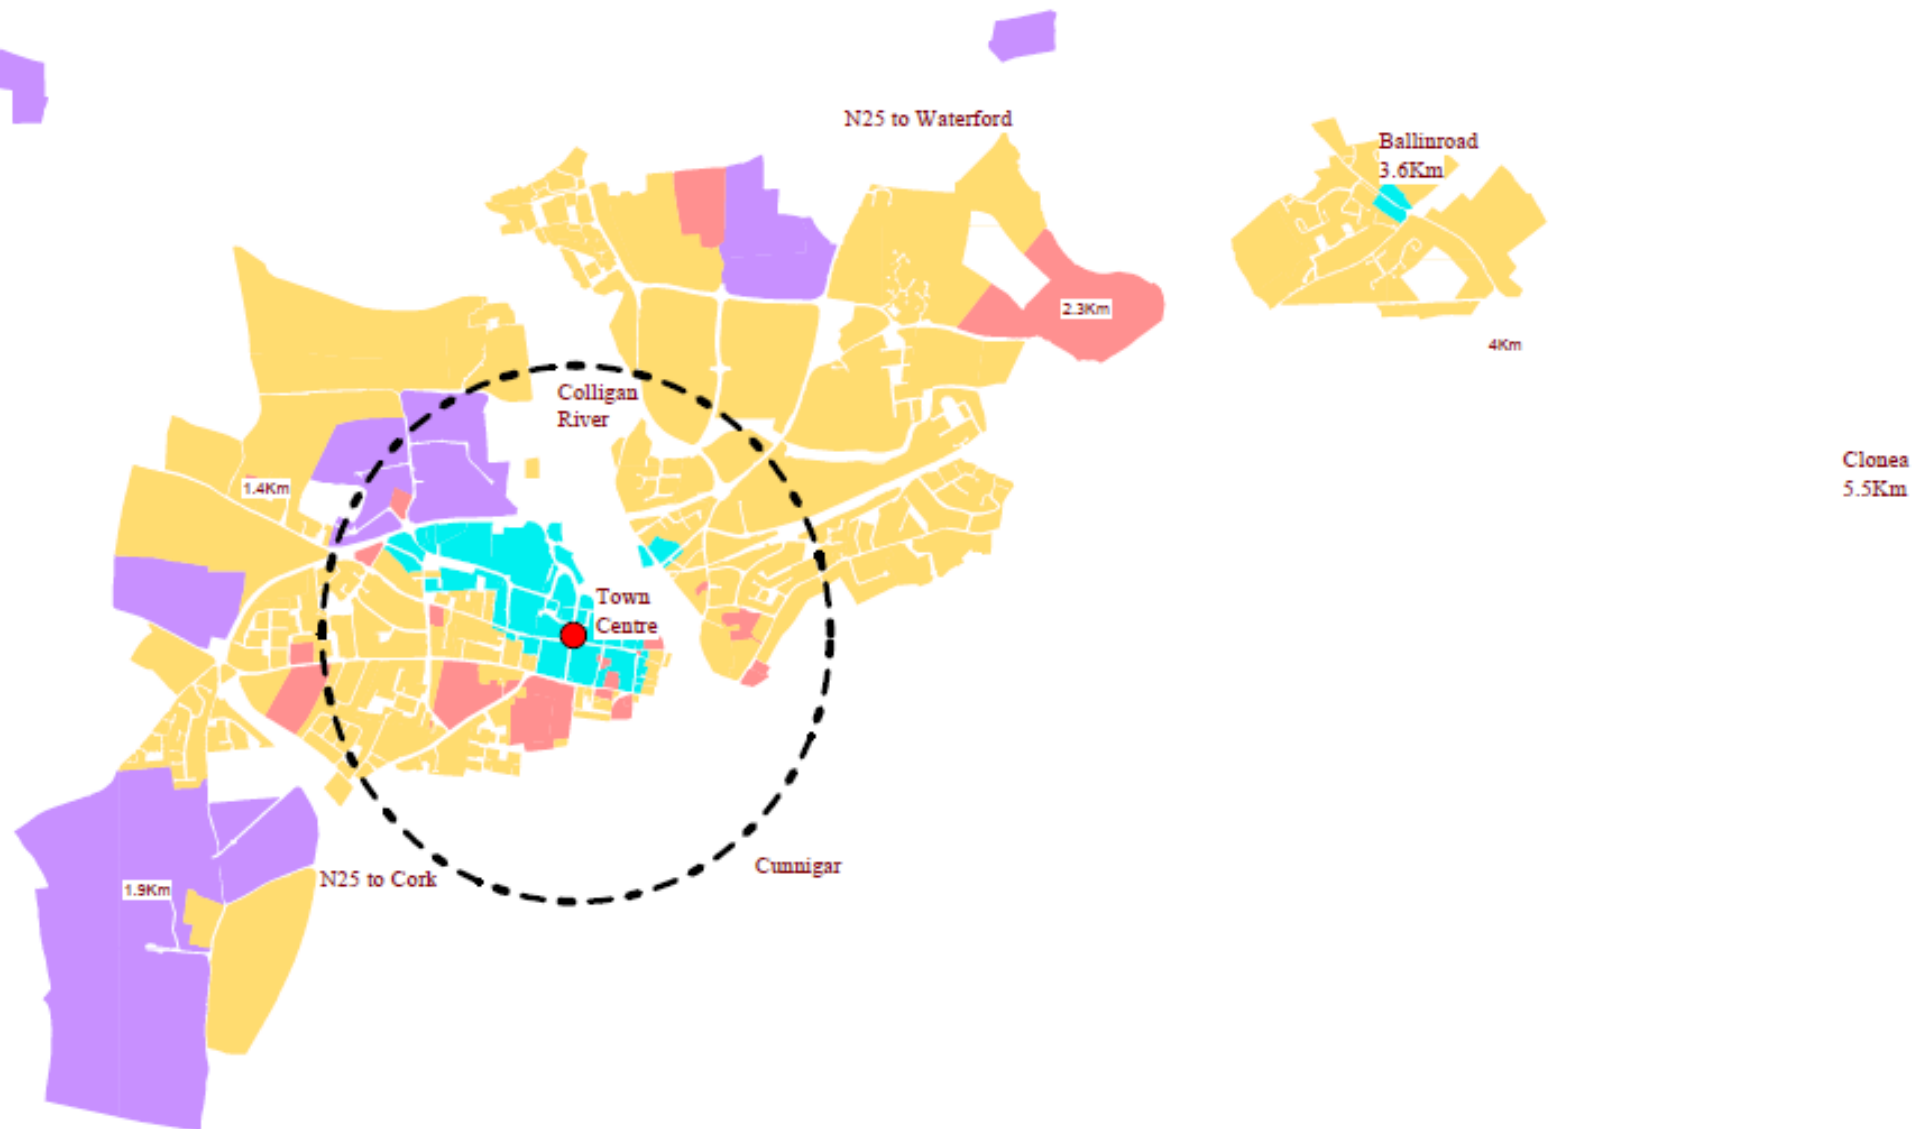 N25 to Waterford
Ballinroad
3.6Km
2.3Km
4Km
Colligan
River
Clonea
5.5Km
1.4Km
Town
Centre
Cunnigar
N25 to Cork
1.9Km